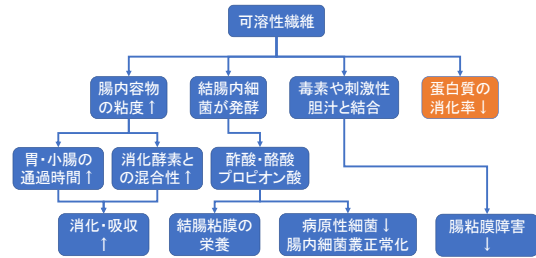 可溶性繊維
腸内容物
の粘度↑
結腸内細
菌が発酵
毒素や刺激性
胆汁と結合
蛋白質の
消化率↓
胃・小腸の
通過時間↑
消化酵素と
の混合性↑
酢酸・酪酸
プロピオン酸
消化・吸収
↑
結腸粘膜の
栄養
病原性細菌↓
腸内細菌叢正常化
腸粘膜障害
↓